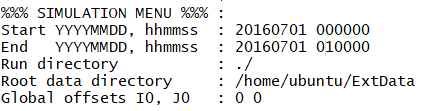 %%% SIMULATION MENU %%% :
Start YYYYMMDD, hhmmss  : 20160701 000000
End   YYYYMMDD, hhmmss  : 20160701 010000
Run directory           : ./
Root data directory     : /home/ubuntu/ExtData
Global offsets I0, J0   : 0 0